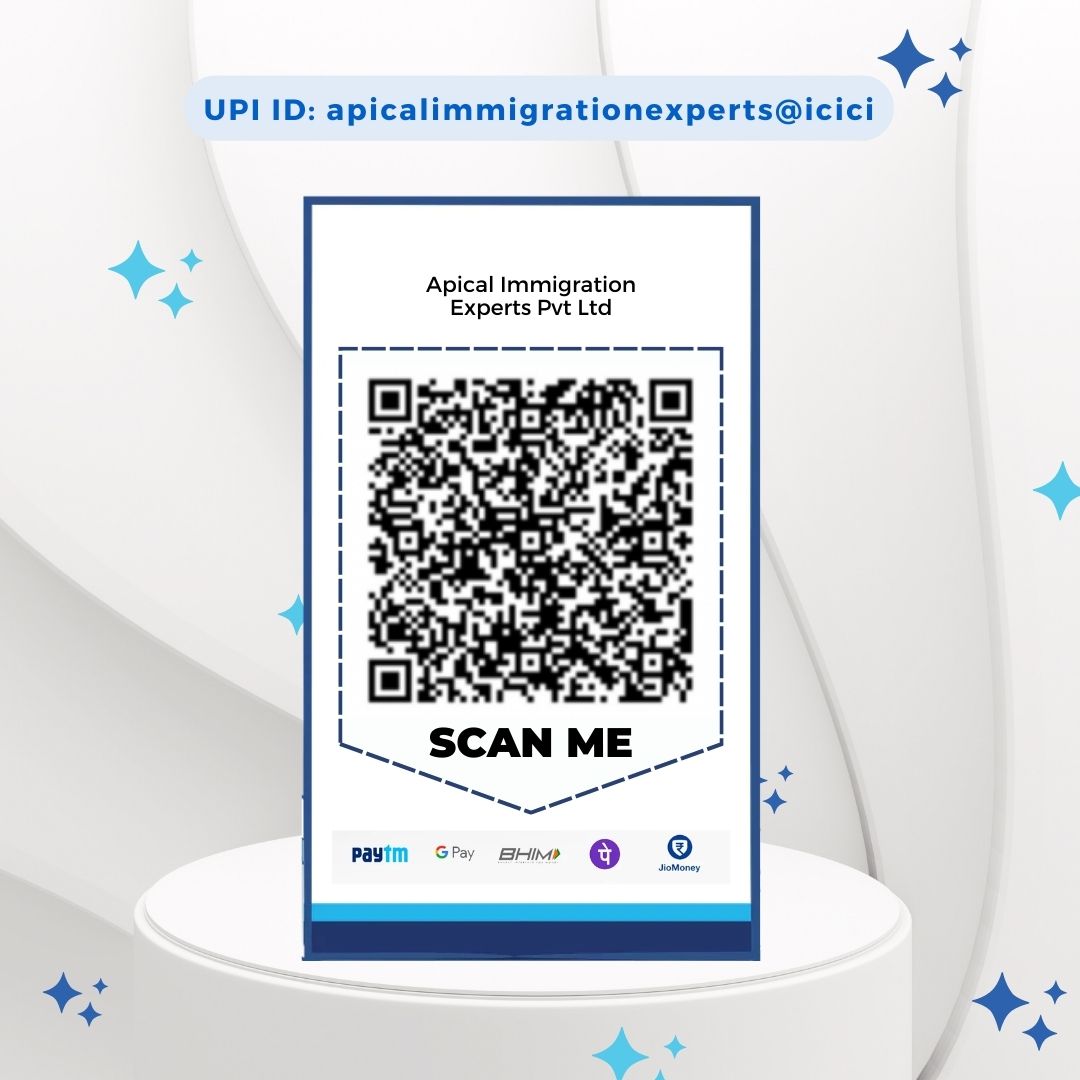 UPI ID: apicalimmigrationexperts@icici
Apical Immigration
Experts Pvt Ltd
SCAN ME
paytm G Pay BHIM पे JioMoney